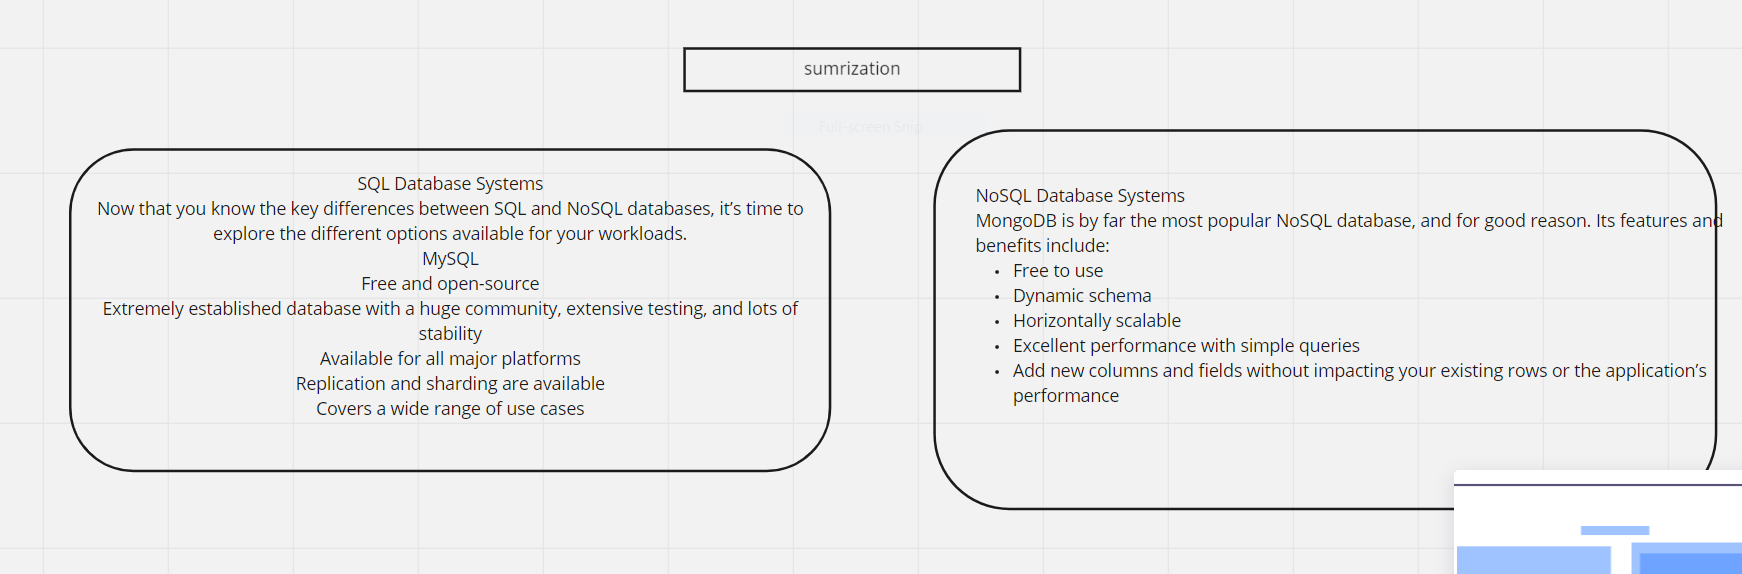 sumrization
Full-screen Snip
SQL Database Systems
Now that you know the key differences between SQL and NoSQL databases, it’s time to
explore the different options available for your workloads.
MySQL
Free and open-source
Extremely established database with a huge community, extensive testing, and lots of
stability
Available for all major platforms
Replication and sharding are available
Covers a wide range of use cases
NoSQL Database Systems
MongoDB is by far the most popular NoSQL database, and for good reason. Its features and
benefits include:
• Free to use
• Dynamic schema
• Horizontally scalable
• Excellent performance with simple queries
• Add new columns and fields without impacting your existing rows or the application’s
performance